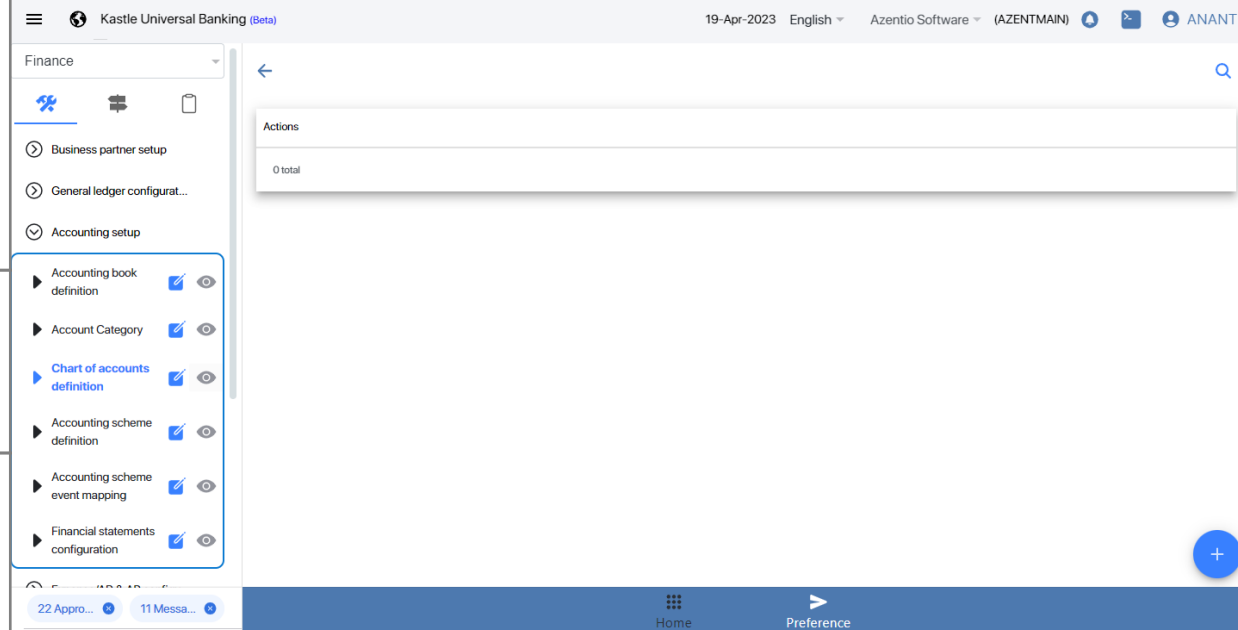 Kastle Universal Banking (Beta)
19-Apr-2023 English Azentio Software (AZENTMAIN) ANANT
Finance
Actions
0 total
Business partner setup
General ledger configurat...
Accounting setup
Accounting book
definition
Account Category
Chart of accounts
definition
Accounting scheme
definition
Accounting scheme
event mapping
Financial statements
configuration
22 Appro...
11 Messa...
Home
Preference